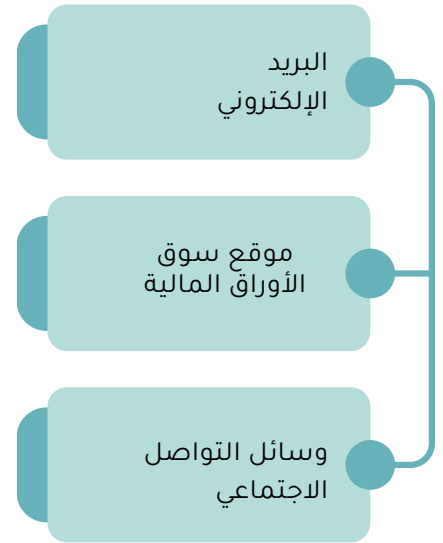 البريد
الإلكتروني
موقع سوق
الأوراق المالية
وسائل التواصل
الاجتماعي